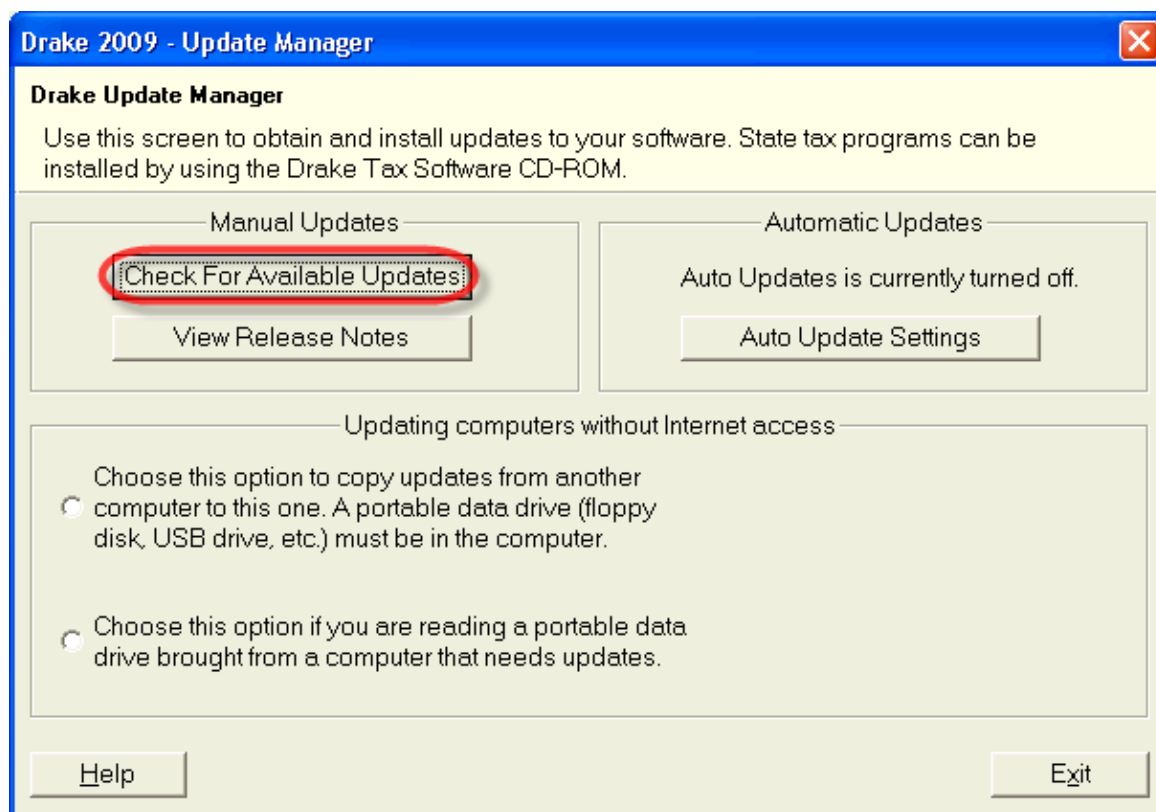 Drake 2009 - Update Manager
Drake Update Manager
Use this screen to obtain and install updates to your software. State tax programs can be
installed by using the Drake Tax Software CD-ROM.
Manual Updates
Check For Available Updates
View Release Notes
Automatic Updates
Auto Updates is currently turned off.
Auto Update Settings
Updating computers without Internet access
Choose this option to copy updates from another
computer to this one. A portable data drive (floppy
disk, USB drive, etc.) must be in the computer.
Choose this option if you are reading a portable data
drive brought from a computer that needs updates.
Help
Exit